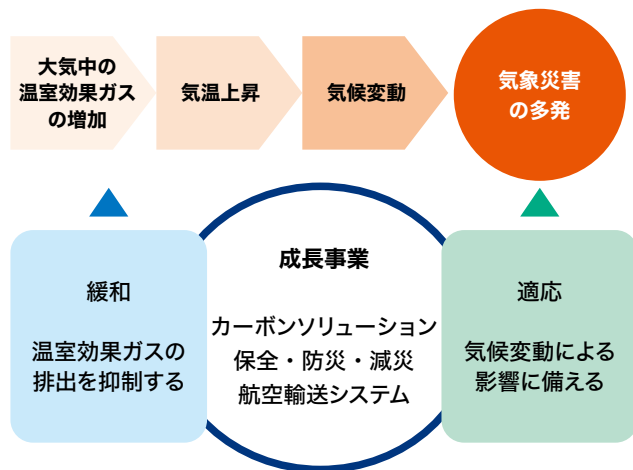 大気中の
温室効果ガス
の増加
気温上昇
気候変動
気象災害
の多発
緩和
温室効果ガスの
排出を抑制する
成長事業
カーボンソリューション
保全・防災・減災
航空輸送システム
適応
気候変動による
影響に備える